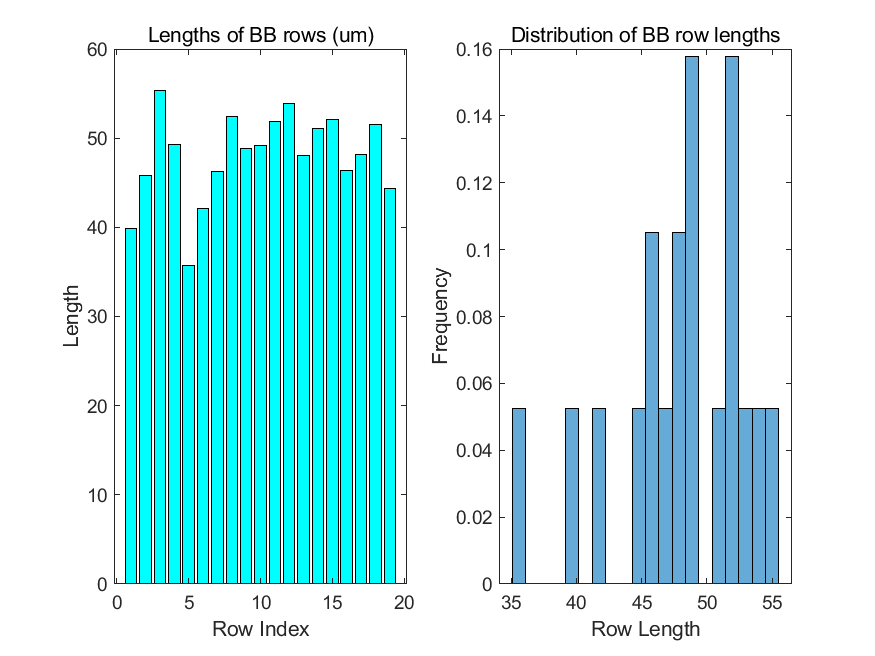 Lengths of BB rows (um)
60
50
40
30
20
10
0
Length
0 5 10 15 20
Row Index
Distribution of BB row lengths
0.16
0.14
0.12
0.1
0.08
0.06
0.04
0.02
0
Frequency
35 40 45 50 55
Row Length